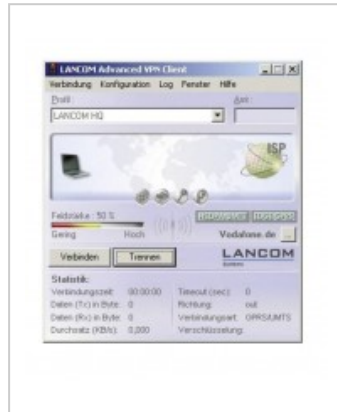 LANCOM Advanced VPN Client
Verbindung Konfiguration Log Fenster Hilfe
Profil:
LANCOM HQ
ISP
Feldstärke: 50 %
Gering Hoch Vodafone.de ...
Verbinden Trennen LANCOM
Statistik:
Verbindungszeit: 00:00:00 Timeout (sec): 0
Daten (Tx) in Byte: 0 Richtung: out
Daten (Rx) in Byte: 0 Verbindungsart: GPRS/UMTS
Durchsatz (KB/s): 0,000 Verschlüsselung: